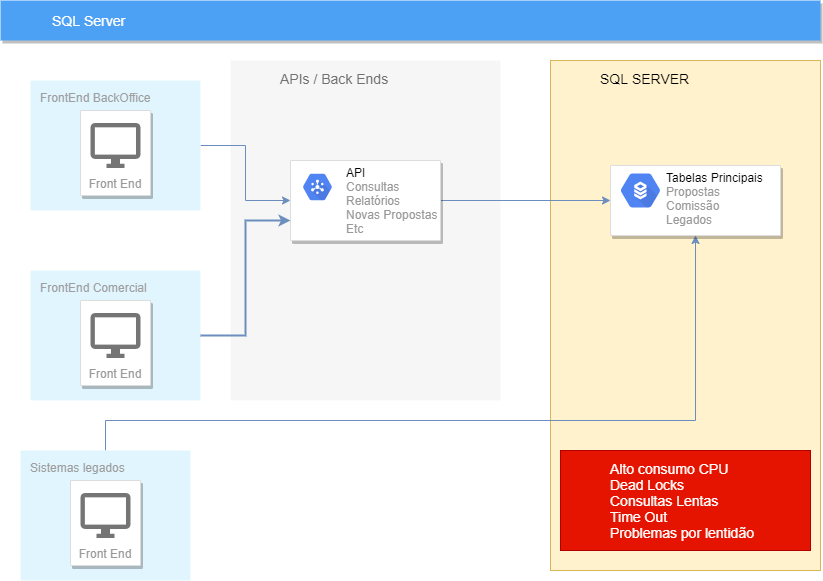 SQL Server
APIs / Back Ends
SQL SERVER
FrontEnd BackOffice
Front End
API
Consultas
Relatórios
Novas Propostas
Etc
Tabelas Principais
Propostas
Comissão
Legados
FrontEnd Comercial
Front End
Sistemas legados
Front End
Alto consumo CPU
Dead Locks
Consultas Lentas
Time Out
Problemas por lentidão